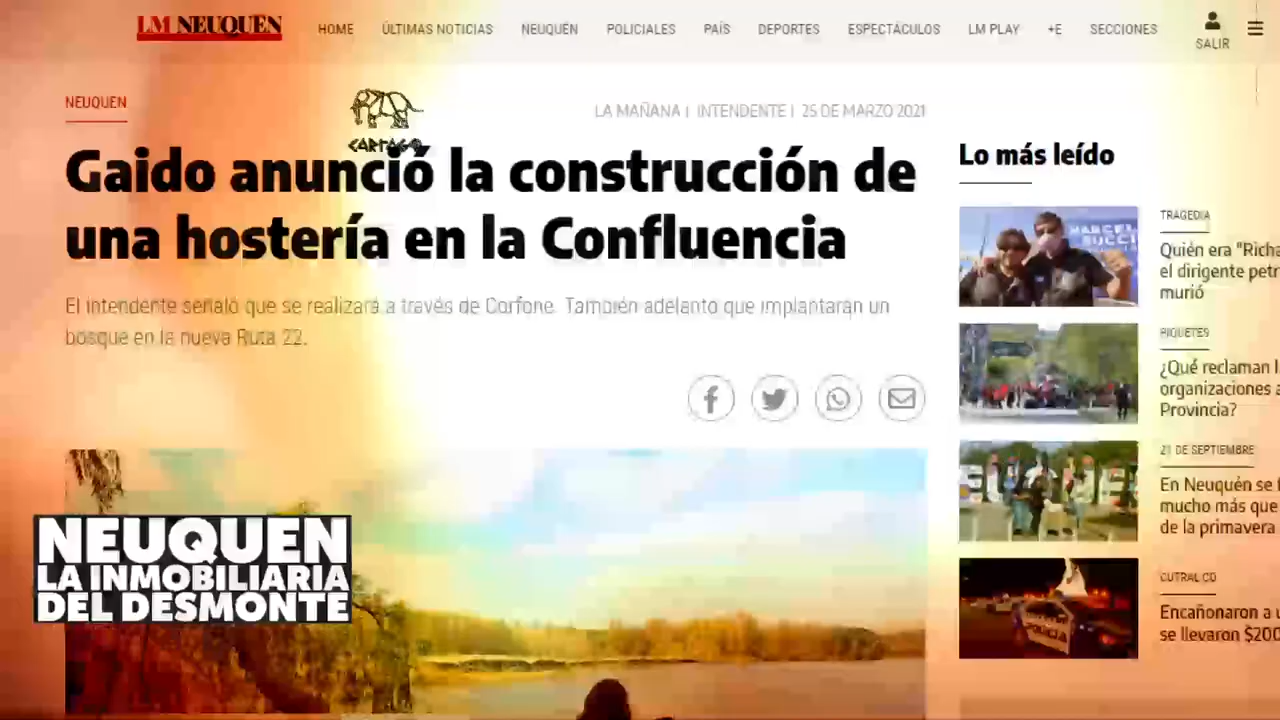 LM NEUQUEN
HOME ÚLTIMAS NOTICIAS NEUQUÉN POLICIALES PAÍS DEPORTES ESPECTÁCULOS LM PLAY +E SECCIONES
SALIR
NEUQUEN
CARTAGO
LA MAÑANA | INTENDENTE | 25 DE MARZO 2021
Gaido anunció la construcción de
una hostería en la Confluencia
El intendente señaló que se realizará a través de Corfone. También adelantó que implantarán un
bosque en la nueva Ruta 22.
Lo más leído
TRAGEDIA
Quién era "Richa
el dirigente petr
murió
PIQUETES
¿Qué reclaman l
organizaciones a
Provincia?
21 DE SEPTIEMBRE
En Neuquén se f
mucho más que
de la primavera
CUTRAL CO
Encañonaron a u
se llevaron $200
POLICIA
NEUQUEN
LA INMOBILIARIA
DEL DESMONTE